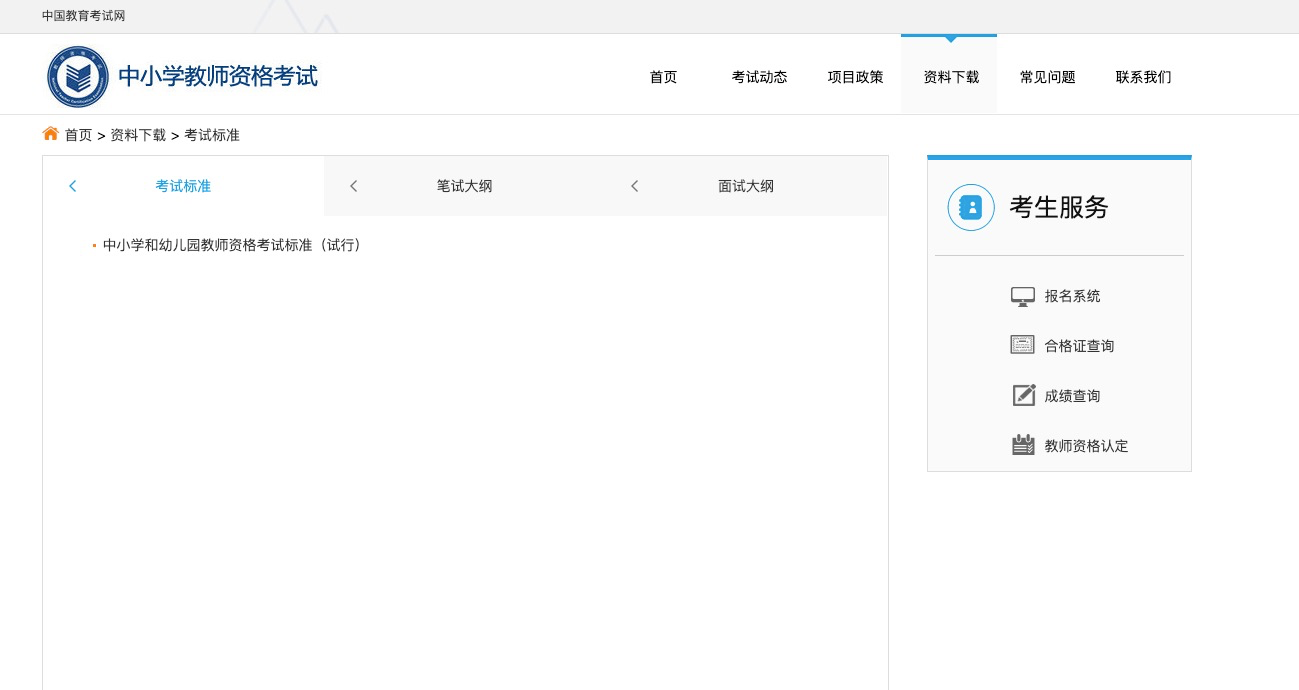 中国教育考试网
中小学教师资格考试
首页 考试动态 项目政策 资料下载 常见问题 联系我们
首页 > 资料下载 > 考试标准
考试标准 笔试大纲 面试大纲
中小学和幼儿园教师资格考试标准（试行）
考生服务
报名系统
合格证查询
成绩查询
教师资格认定